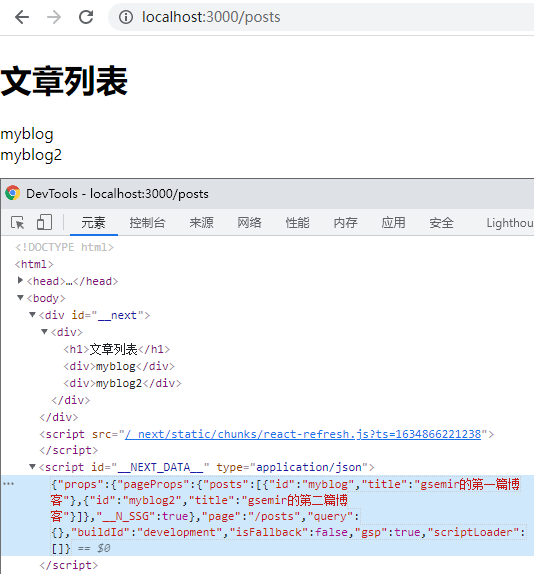 localhost:3000/posts
文章列表
myblog
myblog2
DevTools - localhost:3000/posts
元素 控制台 来源 网络 性能 内存 应用 安全 Lighthou
<!DOCTYPE html>
<html>
<head>…</head>
<body>
<div id="__next">
<div>
<h1>文章列表</h1>
<div>myblog</div>
<div>myblog2</div>
</div>
</div>
<script src="/_next/static/chunks/react-refresh.js?ts=1634866221238">
</script>
<script id="__NEXT_DATA__" type="application/json">
{"props":{"pageProps":{"posts":[{"id":"myblog","title":"gsemir的第一篇博
客"},{"id":"myblog2","title":"gsemir的第二篇博
客"}]},"__N_SSG":true},"page":"/posts","query":
{},"buildId":"development","isFallback":false,"gsp":true,"scriptLoader":
[]} == $0
</script>